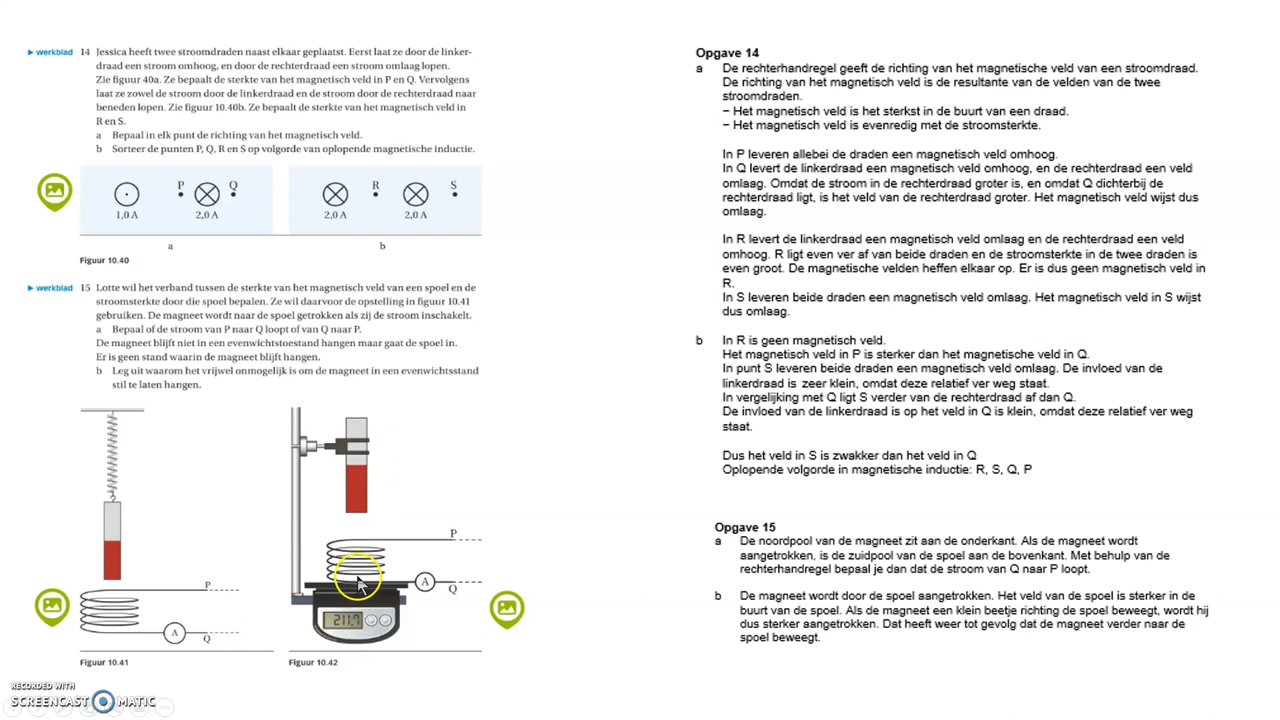 ▶ werkblad 14 Jessica heeft twee stroomdraden naast elkaar geplaatst. Eerst laat ze door de linker-
draad een stroom omhoog, en door de rechterdraad een stroom omlaag lopen.
Zie figuur 40a. Ze bepaalt de sterkte van het magnetisch veld in P en Q. Vervolgens
laat ze zowel de stroom door de linkerdraad en de stroom door de rechterdraad naar
beneden lopen. Zie figuur 10.40b. Ze bepaalt de sterkte van het magnetisch veld in
R en S.
a Bepaal in elk punt de richting van het magnetisch veld.
b Sorteer de punten P, Q, R en S op volgorde van oplopende magnetische inductie.
P Q R S
1,0 A 2,0 A 2,0 A 2,0 A
a b
Figuur 10.40
▶ werkblad 15 Lotte wil het verband tussen de sterkte van het magnetisch veld van een spoel en de
stroomsterkte door die spoel bepalen. Ze wil daarvoor de opstelling in figuur 10.41
gebruiken. De magneet wordt naar de spoel getrokken als zij de stroom inschakelt.
a Bepaal of de stroom van P naar Q loopt of van Q naar P.
De magneet blijft niet in een evenwichtstoestand hangen maar gaat de spoel in.
Er is geen stand waarin de magneet blijft hangen.
b Leg uit waarom het vrijwel onmogelijk is om de magneet in een evenwichtsstand
stil te laten hangen.
P
A
Q
Figuur 10.41
P
A
Q
211,7
Figuur 10.42
RECORDED WITH
SCREENCAST MATIC
Opgave 14
a De rechterhandregel geeft de richting van het magnetische veld van een stroomdraad.
De richting van het magnetisch veld is de resultante van de velden van de twee
stroomdraden.
− Het magnetisch veld is het sterkst in de buurt van een draad.
− Het magnetisch veld is evenredig met de stroomsterkte.
In P leveren allebei de draden een magnetisch veld omhoog.
In Q levert de linkerdraad een magnetisch veld omhoog, en de rechterdraad een veld
omlaag. Omdat de stroom in de rechterdraad groter is, en omdat Q dichterbij de
rechterdraad ligt, is het veld van de rechterdraad groter. Het magnetisch veld wijst dus
omlaag.
In R levert de linkerdraad een magnetisch veld omlaag en de rechterdraad een veld
omhoog. R ligt even ver af van beide draden en de stroomsterkte in de twee draden is
even groot. De magnetische velden heffen elkaar op. Er is dus geen magnetisch veld in
R.
In S leveren beide draden een magnetisch veld omlaag. Het magnetisch veld in S wijst
dus omlaag.
b In R is geen magnetisch veld.
Het magnetisch veld in P is sterker dan het magnetische veld in Q.
In punt S leveren beide draden een magnetisch veld omlaag. De invloed van de
linkerdraad is zeer klein, omdat deze relatief ver weg staat.
In vergelijking met Q ligt S verder van de rechterdraad af dan Q.
De invloed van de linkerdraad is op het veld in Q is klein, omdat deze relatief ver weg
staat.
Dus het veld in S is zwakker dan het veld in Q
Oplopende volgorde in magnetische inductie: R, S, Q, P
Opgave 15
a De noordpool van de magneet zit aan de onderkant. Als de magneet wordt
aangetrokken, is de zuidpool van de spoel aan de bovenkant. Met behulp van de
rechterhandregel bepaal je dan dat de stroom van Q naar P loopt.
b De magneet wordt door de spoel aangetrokken. Het veld van de spoel is sterker in de
buurt van de spoel. Als de magneet een klein beetje richting de spoel beweegt, wordt hij
dus sterker aangetrokken. Dat heeft weer tot gevolg dat de magneet verder naar de
spoel beweegt.